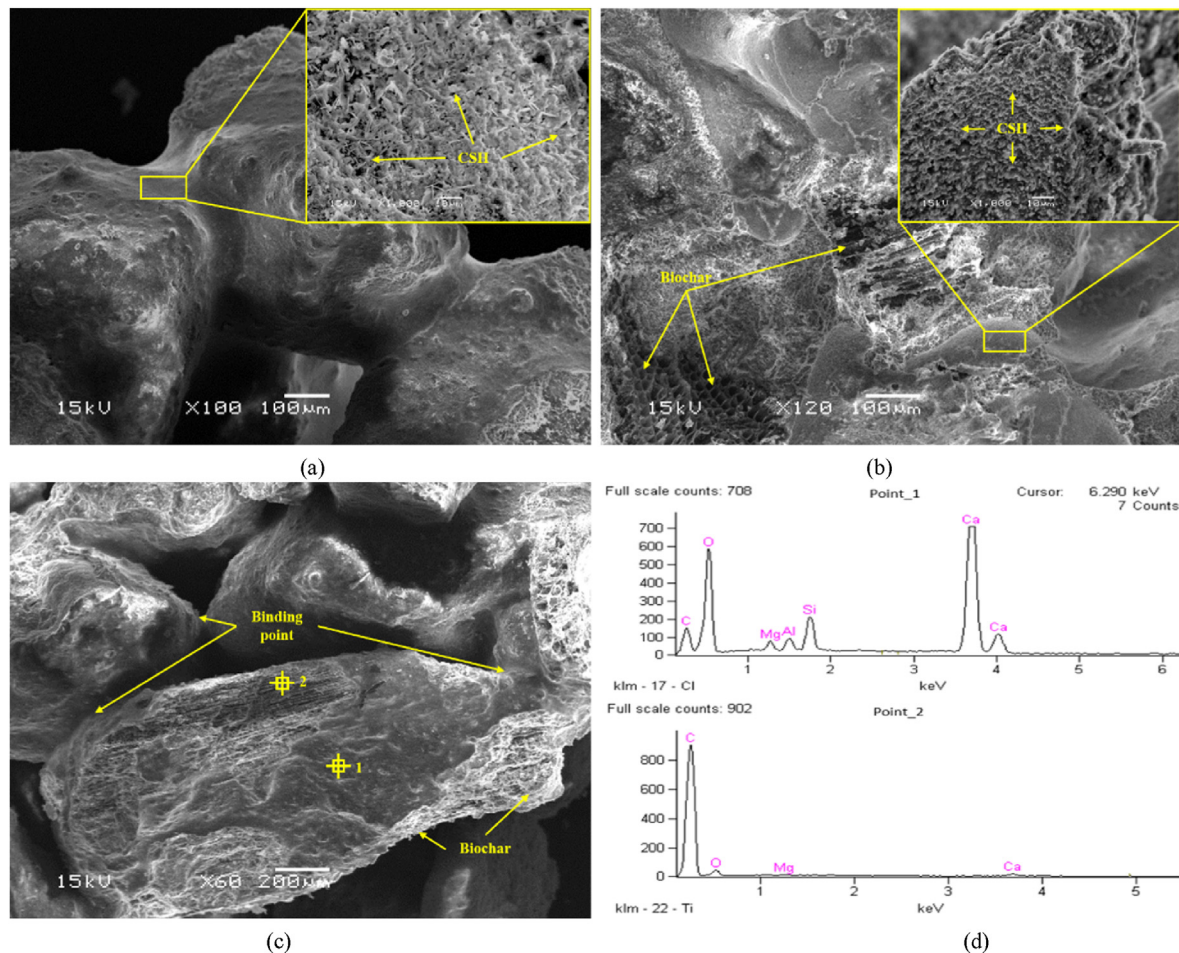 CSH
15kV X1,000 10µm
15kV X100 100µm
(a)
CSH
15kV X1,000 10µm
Biochar
15kV X120 100µm
(b)
Binding
point
2
1
Biochar
15kV X60 200µm
(c)
Full scale counts: 708 Point_1 Cursor: 6.290 keV
7 Counts
Ca
700
O
600
500
400
300
Si
200
C
Mg Al
Ca
100
0
1 2 3 4 5 6
keV
klm - 17 - Cl
Full scale counts: 902 Point_2
C
800
600
400
200
O Mg Ca
0
1 2 3 4 5
keV
klm - 22 - Ti
(d)